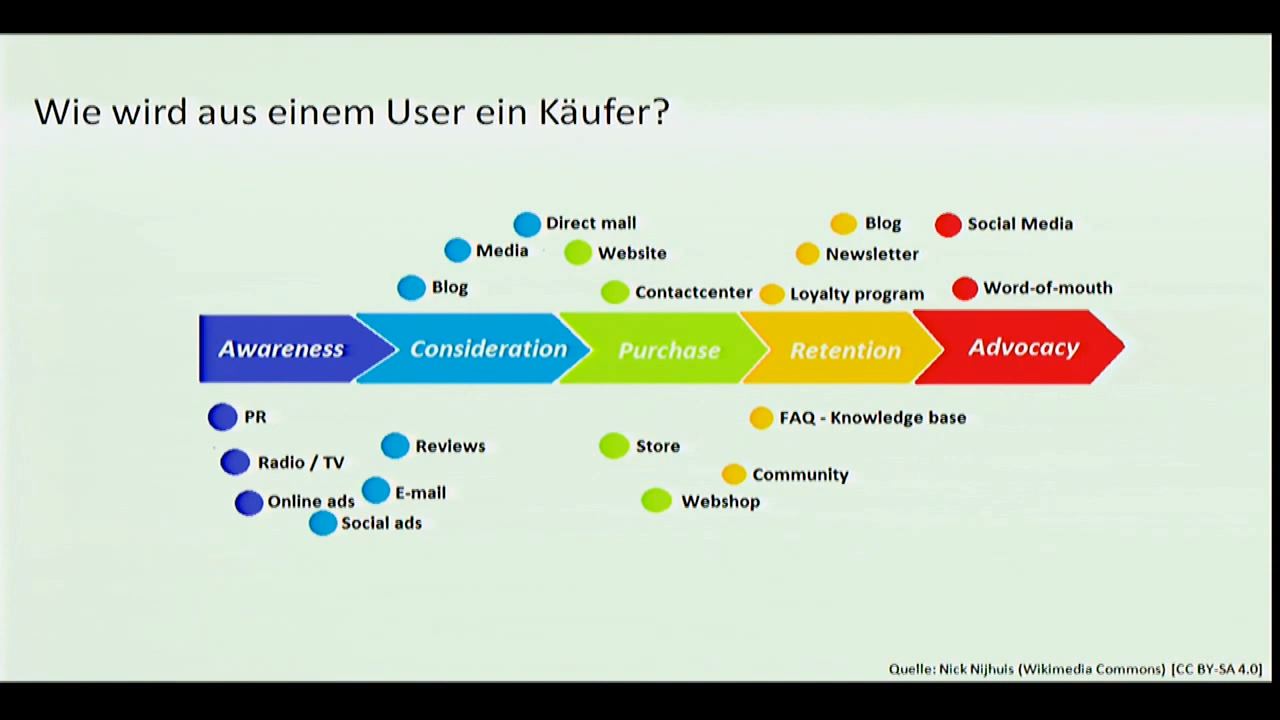 Wie wird aus einem User ein Käufer?
Direct mail
Blog
Social Media
Media
Website
Newsletter
Blog
Contactcenter
Loyalty program
Word-of-mouth
Awareness
Consideration
Purchase
Retention
Advocacy
PR
FAQ - Knowledge base
Radio / TV
Reviews
Store
Community
Online ads
E-mail
Webshop
Social ads
Quelle: Nick Nijhuis (Wikimedia Commons) [CC BY-SA 4.0]